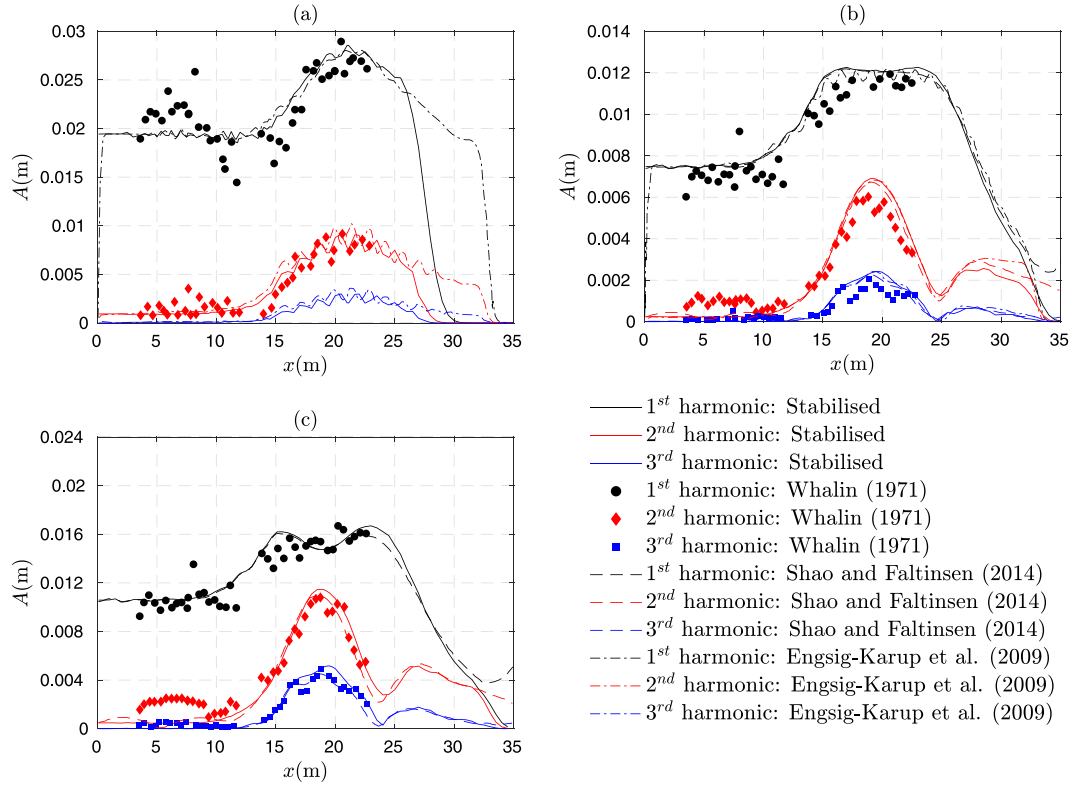 (a)
0.03
0.025
0.02
0.015
0.01
0.005
0
A(m)
0 5 10 15 20 25 30 35
x(m)
(b)
0.014
0.012
0.01
0.008
0.006
0.004
0.002
0
A(m)
0 5 10 15 20 25 30 35
x(m)
(c)
0.024
0.02
0.016
0.012
0.008
0.004
0
A(m)
0 5 10 15 20 25 30 35
x(m)
1st harmonic: Stabilised
2nd harmonic: Stabilised
3rd harmonic: Stabilised
1st harmonic: Whalin (1971)
2nd harmonic: Whalin (1971)
3rd harmonic: Whalin (1971)
1st harmonic: Shao and Faltinsen (2014)
2nd harmonic: Shao and Faltinsen (2014)
3rd harmonic: Shao and Faltinsen (2014)
1st harmonic: Engsig-Karup et al. (2009)
2nd harmonic: Engsig-Karup et al. (2009)
3rd harmonic: Engsig-Karup et al. (2009)